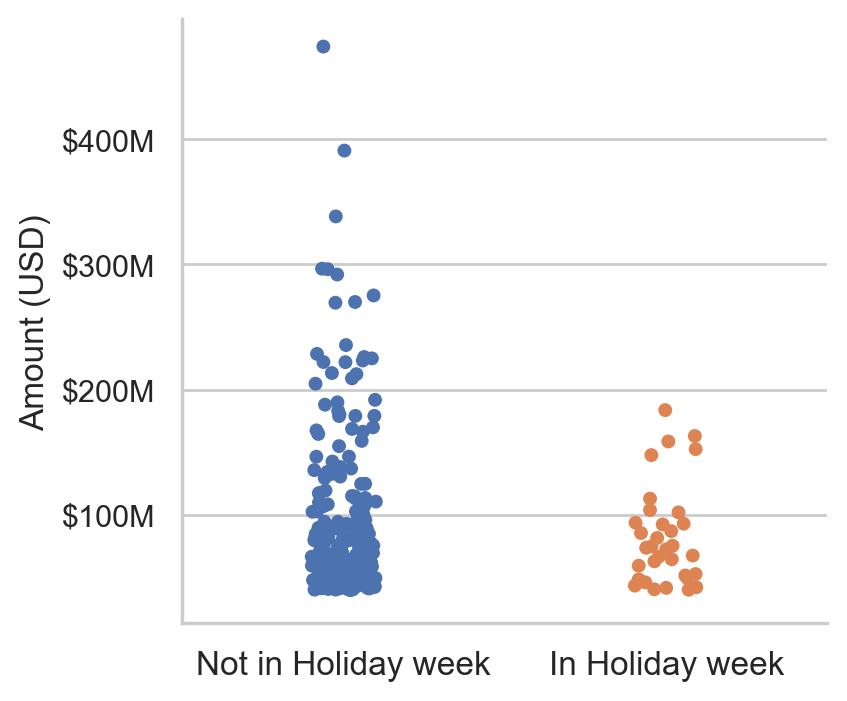 $400M
$300M
$200M
$100M
Amount (USD)
Not in Holiday week
In Holiday week